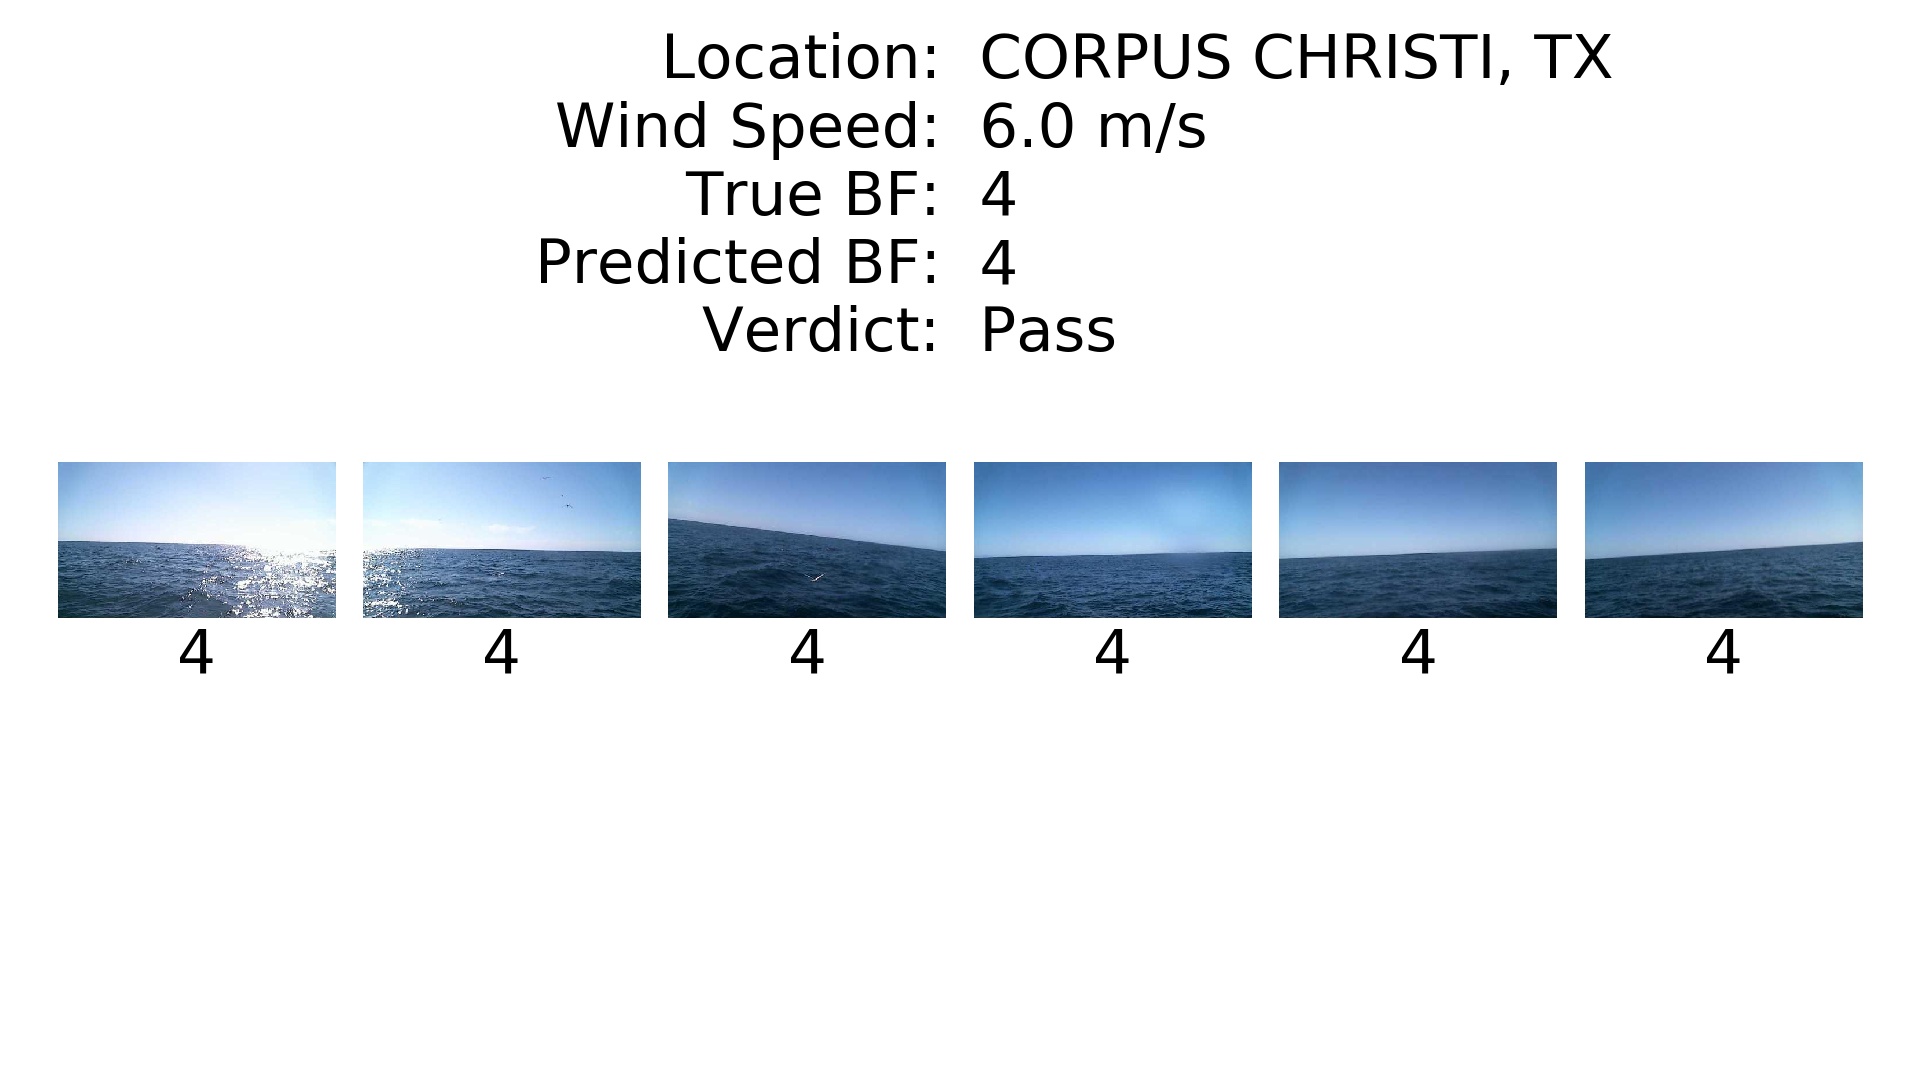 Location: CORPUS CHRISTI, TX
Wind Speed: 6.0 m/s
True BF: 4
Predicted BF: 4
Verdict: Pass
4 4 4 4 4 4